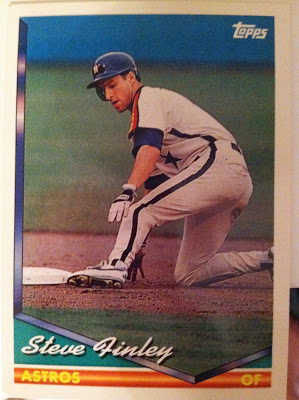 Topps
Steve Finley
ASTROS OF